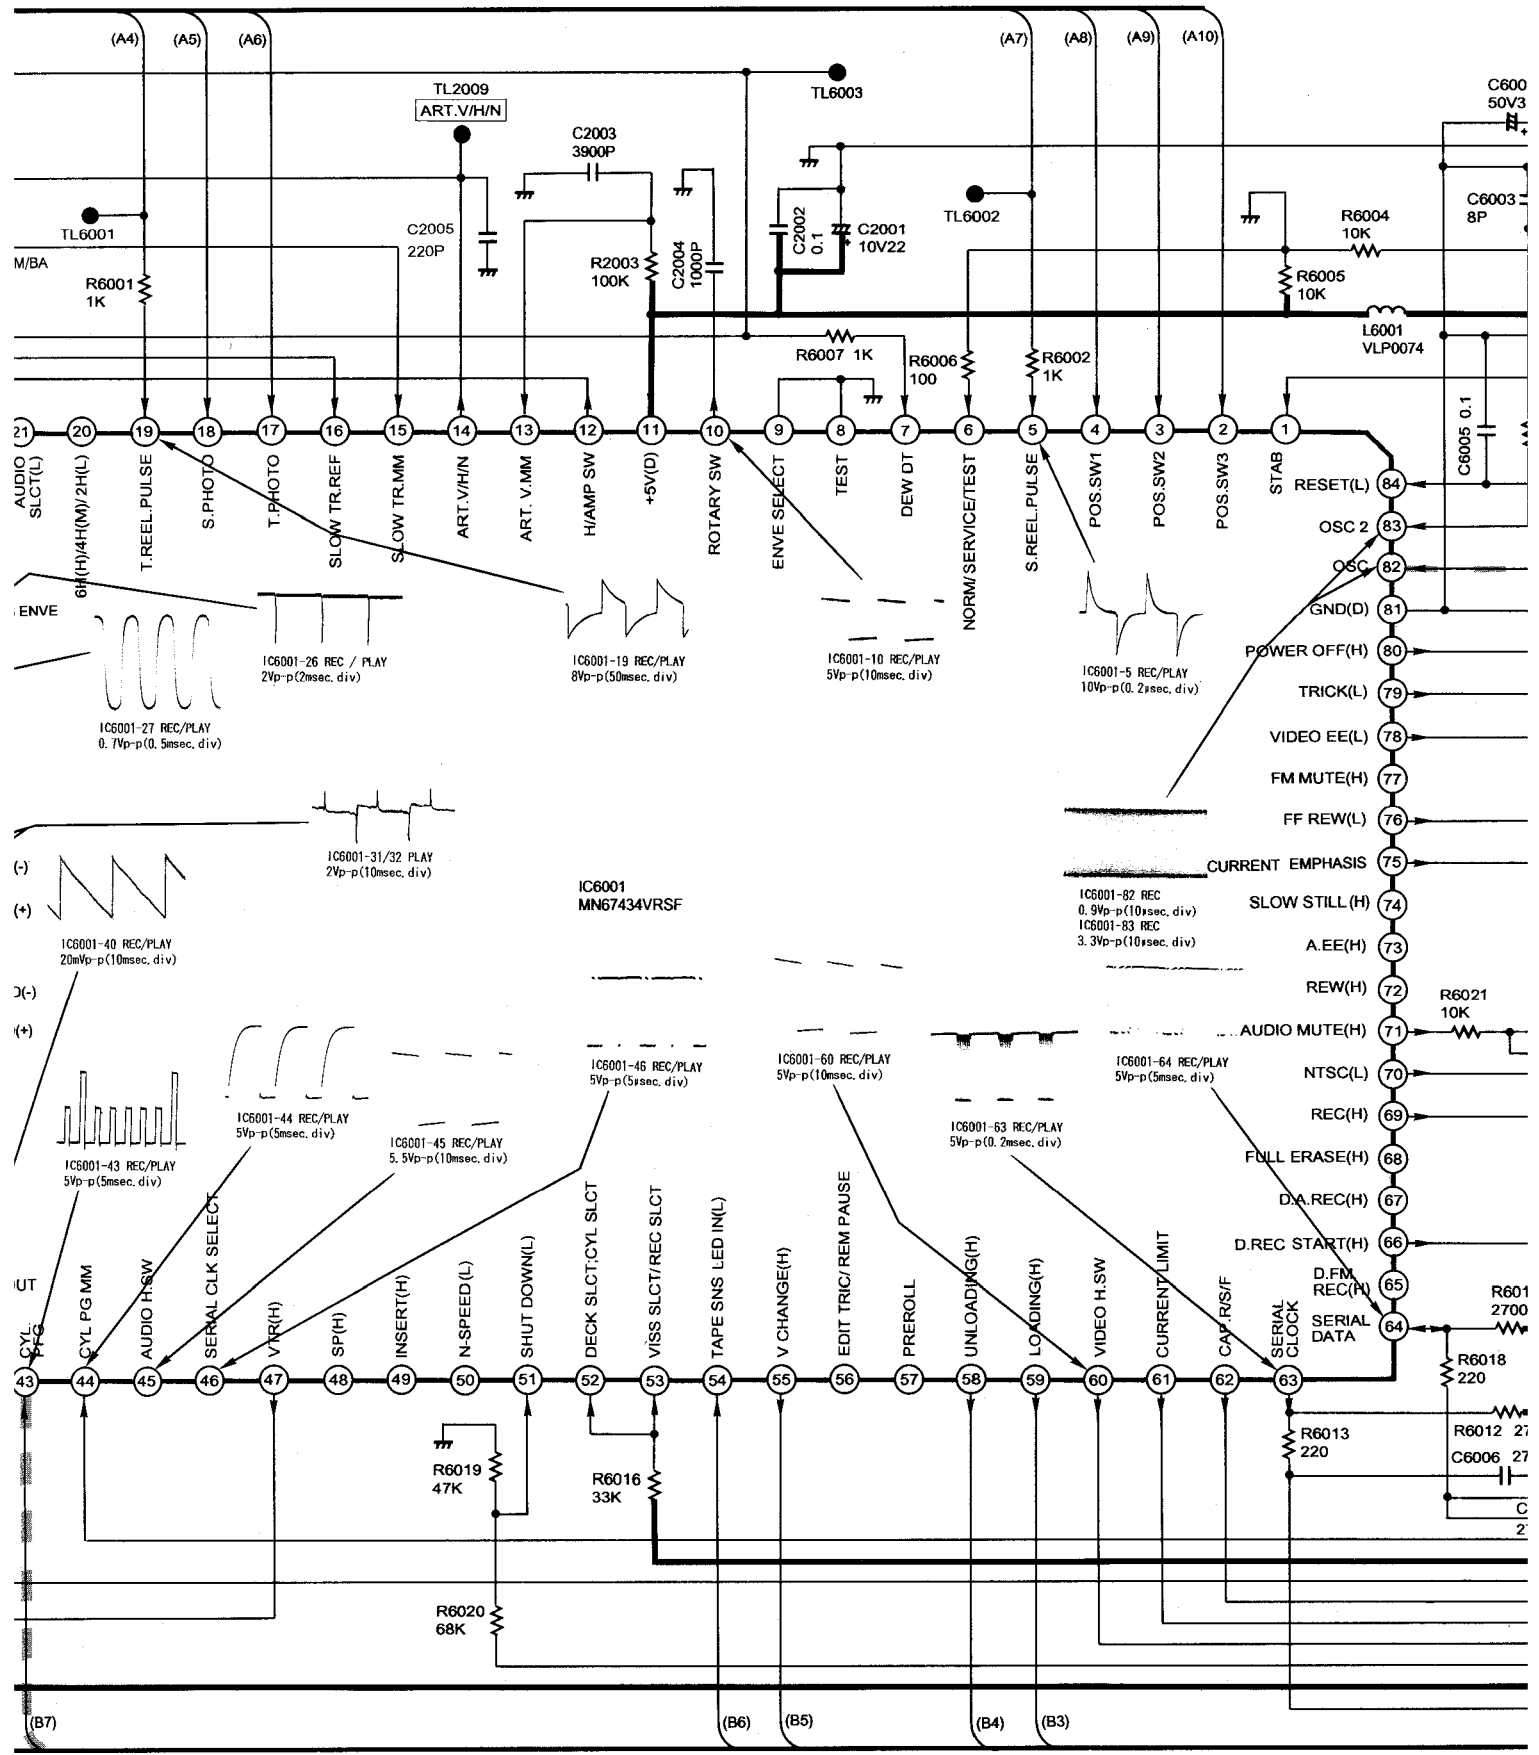 (A4)
(A5)
(A6)
(A7)
(A8)
(A9)
(A10)
TL2009
ART.V/H/N
TL6003
C2003
3900P
TL6001
C2005
220P
R6001
1K
M/BA
R2003
100K
C2004
1000P
C2002
0.1
C2001
10V22
TL6002
R6004
10K
R6005
10K
L6001
VLP0074
C600
50V3
C6003
8P
C6005 0.1
R6007 1K
R6006
100
R6002
1K
21
20
19
18
17
16
15
14
13
12
11
10
9
8
7
6
5
4
3
2
1
AUDIO
SLCT(L)
6H(H)/4H(M)/2H(L)
T.REEL.PULSE
S.PHOTO
T.PHOTO
SLOW TR.REF
SLOW TR.MM
ART.V/H/N
ART. V.MM
H/AMP SW
+5V(D)
ROTARY SW
ENVE SELECT
TEST
DEW DT
NORM/SERVICE/TEST
S.REEL.PULSE
POS.SW1
POS.SW2
POS.SW3
STAB
RESET(L) 84
OSC 2 83
OSC 82
GND(D) 81
POWER OFF(H) 80
TRICK(L) 79
VIDEO EE(L) 78
FM MUTE(H) 77
FF REW(L) 76
CURRENT EMPHASIS 75
SLOW STILL(H) 74
A.EE(H) 73
REW(H) 72
AUDIO MUTE(H) 71
NTSC(L) 70
REC(H) 69
FULL ERASE(H) 68
D.A.REC(H) 67
D.REC START(H) 66
D.FM
REC(H) 65
SERIAL
DATA 64
ENVE
IC6001-26 REC / PLAY
2Vp-p(2msec. div)
IC6001-19 REC/PLAY
8Vp-p(50msec. div)
IC6001-10 REC/PLAY
5Vp-p(10msec. div)
IC6001-5 REC/PLAY
10Vp-p(0.2μsec. div)
IC6001-27 REC/PLAY
0.7Vp-p(0.5msec. div)
IC6001-31/32 PLAY
2Vp-p(10msec. div)
IC6001
MN67434VRSF
IC6001-82 REC
0.9Vp-p(10μsec. div)
IC6001-83 REC
3.3Vp-p(10μsec. div)
(-)
(+)
IC6001-40 REC/PLAY
20mVp-p(10msec. div)
(-)
(+)
R6021
10K
IC6001-46 REC/PLAY
5Vp-p(5μsec. div)
IC6001-60 REC/PLAY
5Vp-p(10msec. div)
IC6001-64 REC/PLAY
5Vp-p(5msec. div)
IC6001-44 REC/PLAY
5Vp-p(5msec. div)
IC6001-45 REC/PLAY
5.5Vp-p(10msec. div)
IC6001-63 REC/PLAY
5Vp-p(0.2msec. div)
IC6001-43 REC/PLAY
5Vp-p(5msec. div)
UT
CYL.
PFG
CYL PG MM
AUDIO H.SW
SERIAL CLK SELECT
VTR(H)
SP(H)
INSERT(H)
N-SPEED(L)
SHUT DOWN(L)
DECK SLCT;CYL SLCT
VISS SLCT/REC SLCT
TAPE SNS LED IN(L)
V CHANGE(H)
EDIT TRIC/ REM PAUSE
PREROLL
UNLOADING(H)
LOADING(H)
VIDEO H.SW
CURRENT LIMIT
CAP.R/S/F
SERIAL
CLOCK
43
44
45
46
47
48
49
50
51
52
53
54
55
56
57
58
59
60
61
62
63
R601
2700
R6018
220
R6013
220
R6012 27
C6006 27
C
2
R6019
47K
R6016
33K
R6020
68K
(B7)
(B6)
(B5)
(B4)
(B3)